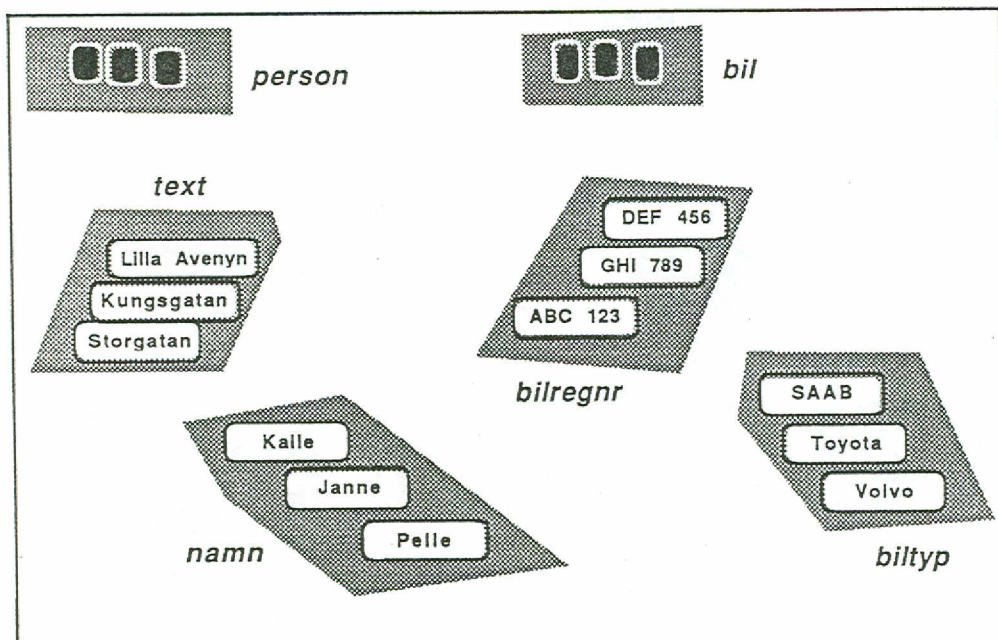 person
bil
text
Lilla Avenyn
Kungsgatan
Storgatan
DEF 456
GHI 789
ABC 123
bilregnr
SAAB
Toyota
Volvo
biltyp
Kalle
Janne
Pelle
namn